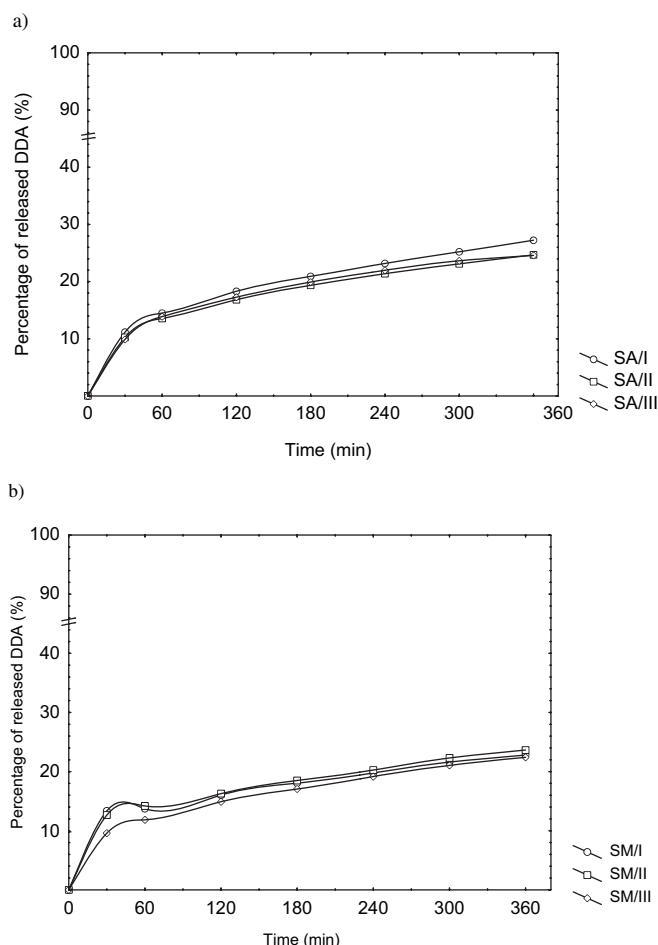 a)
100
90
40
30
20
10
0
0 60 120 180 240 300 360
Percentage of released DDA (%)
Time (min)
SA/I
SA/II
SA/III
b)
100
90
40
30
20
10
0
0 60 120 180 240 300 360
Percentage of released DDA (%)
Time (min)
SM/I
SM/II
SM/III